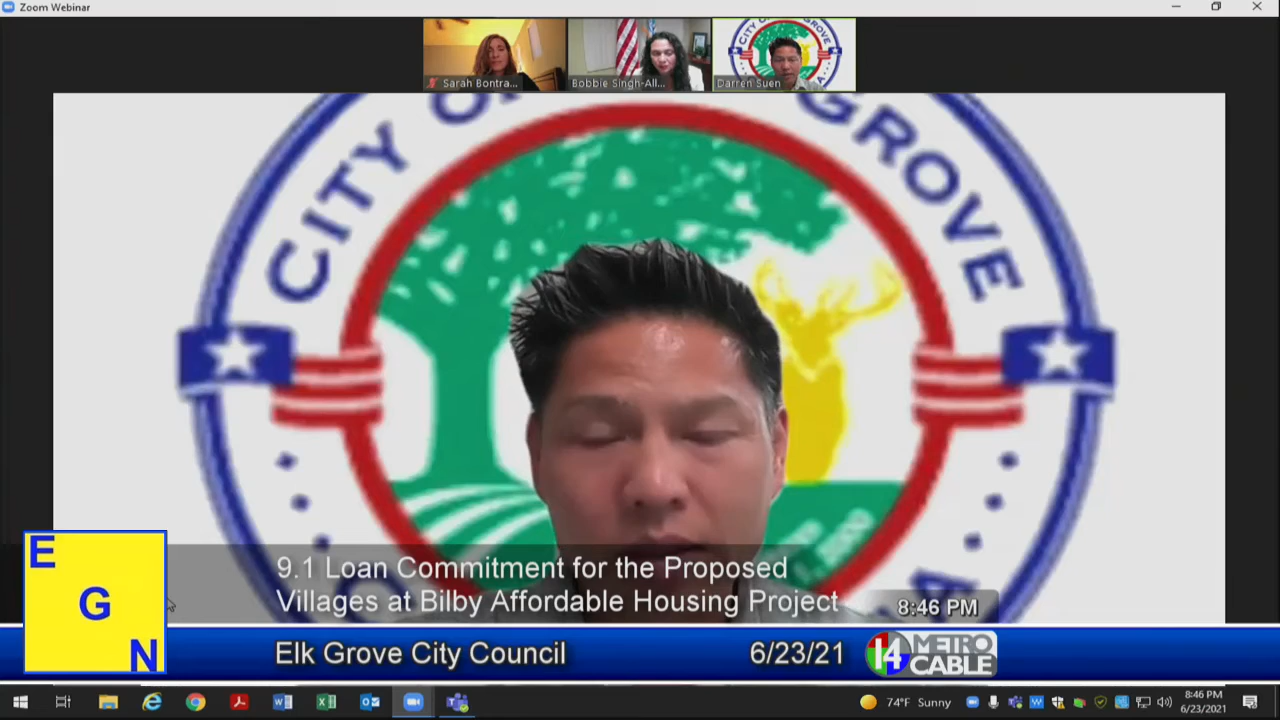 Zoom Webinar
Sarah Bontra...
Bobbie Singh-All...
Darren Suen
CITY OF
GROVE
E
G
N
9.1 Loan Commitment for the Proposed
Villages at Bilby Affordable Housing Project
8:46 PM
Elk Grove City Council
6/23/21
14 METRO
CABLE
74°F Sunny
8:46 PM
6/23/2021